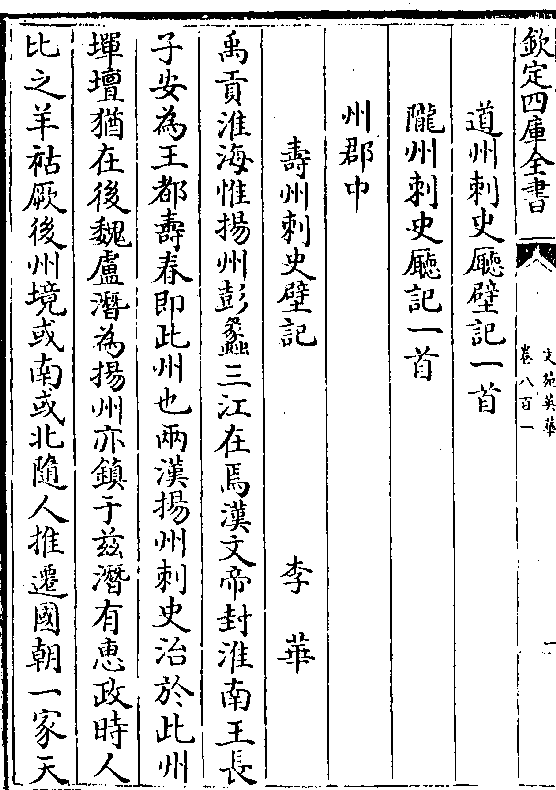 欽定四庫全書
文苑英華
卷八百一
一
道州刺史廳壁記一首
隴州刺史廳記一首
州郡中
壽州刺史壁記
李華
禹貢淮海惟揚州彭蠡三江在焉漢文帝封淮南王長
子安為王都壽春即此州也兩漢揚州刺史治於此州
墠壇猶在後魏盧潛為揚州亦鎮于兹潛有惠政時人
比之羊祜厥後州境或南或北隨人推遷國朝一家天